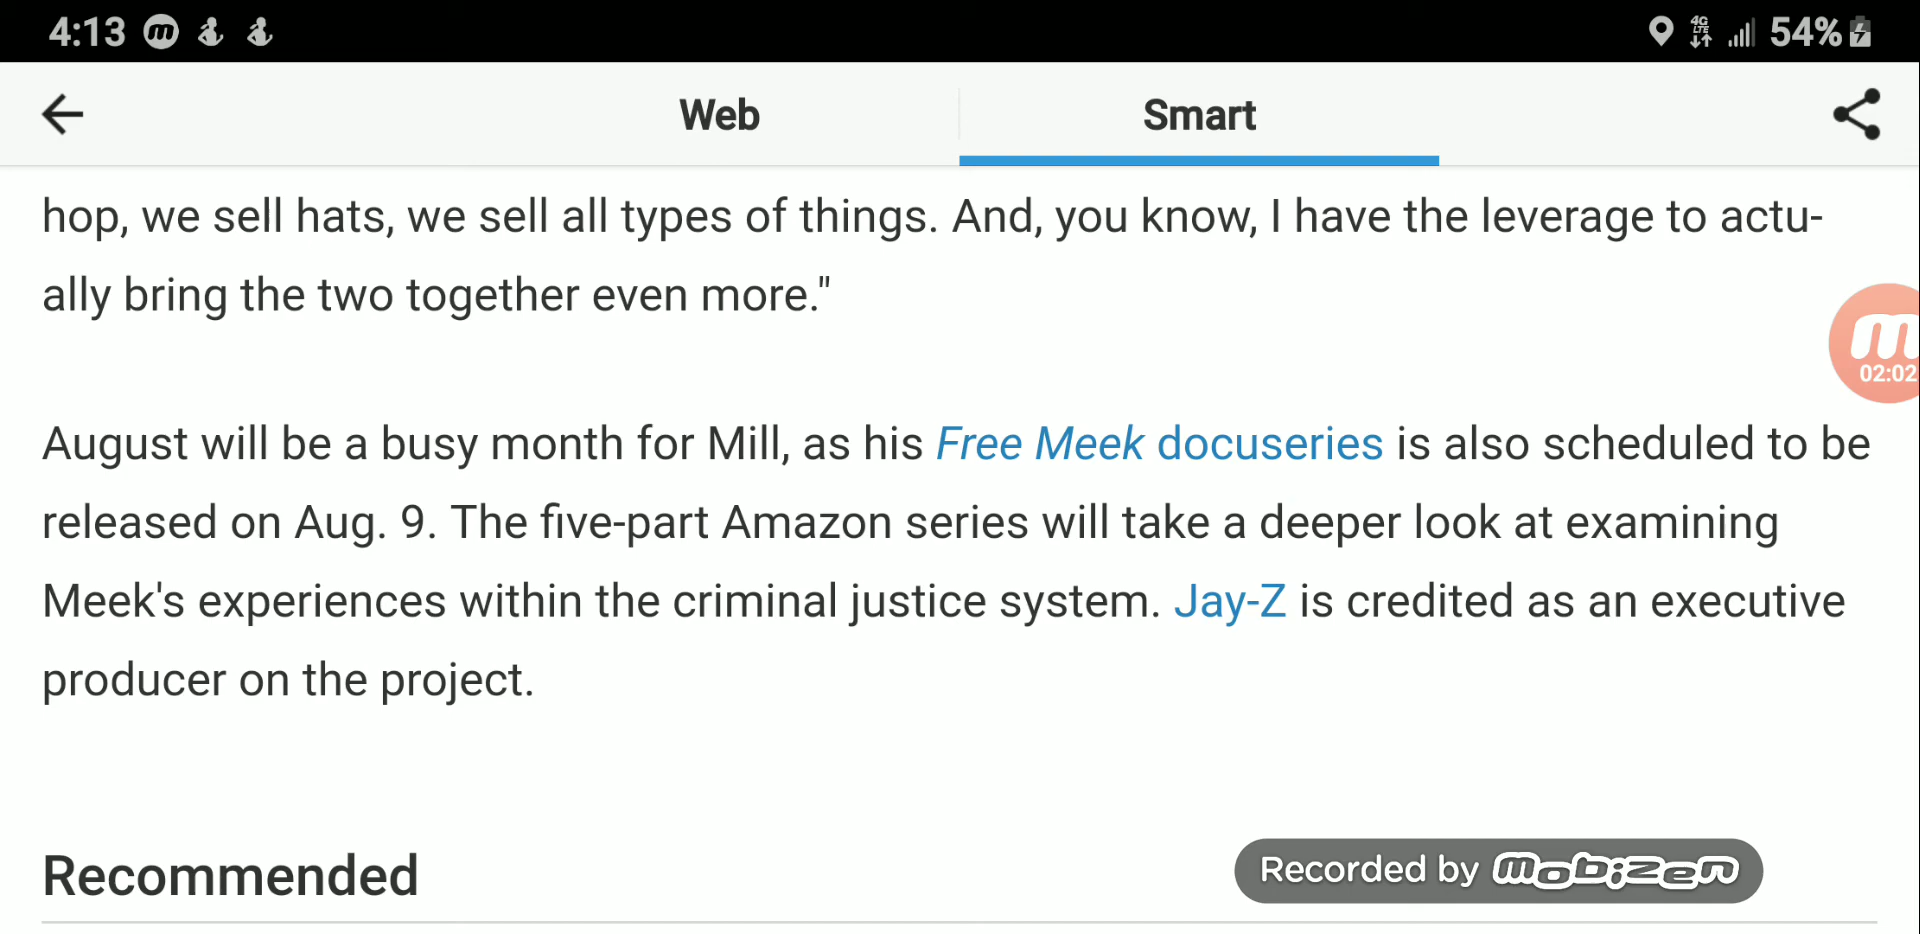 4:13
4G LTE 54%
Web Smart
hop, we sell hats, we sell all types of things. And, you know, I have the leverage to actu-
ally bring the two together even more."
02:02
August will be a busy month for Mill, as his Free Meek docuseries is also scheduled to be
released on Aug. 9. The five-part Amazon series will take a deeper look at examining
Meek's experiences within the criminal justice system. Jay-Z is credited as an executive
producer on the project.
Recommended
Recorded by mobizen